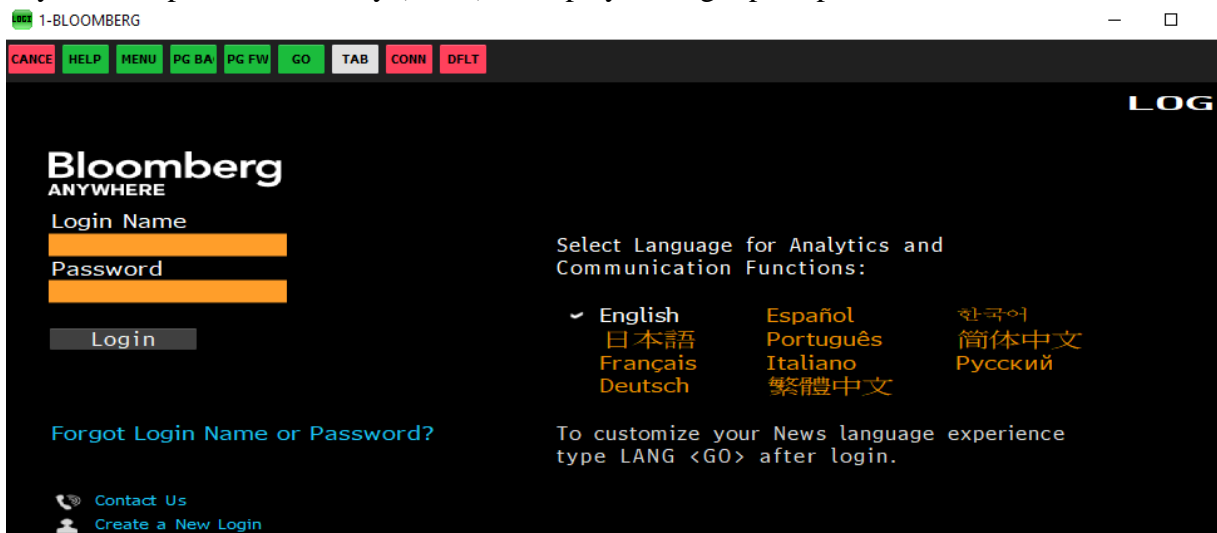 1-BLOOMBERG
CANCE HELP MENU PG BA PG FW GO TAB CONN DFLT
LOG
Bloomberg
ANYWHERE
Login Name
Password
Login
Forgot Login Name or Password?
Contact Us
Create a New Login
Select Language for Analytics and
Communication Functions:
English Español 한국어
日本語 Português 简体中文
Français Italiano Русский
Deutsch 繁體中文
To customize your News language experience
type LANG <GO> after login.